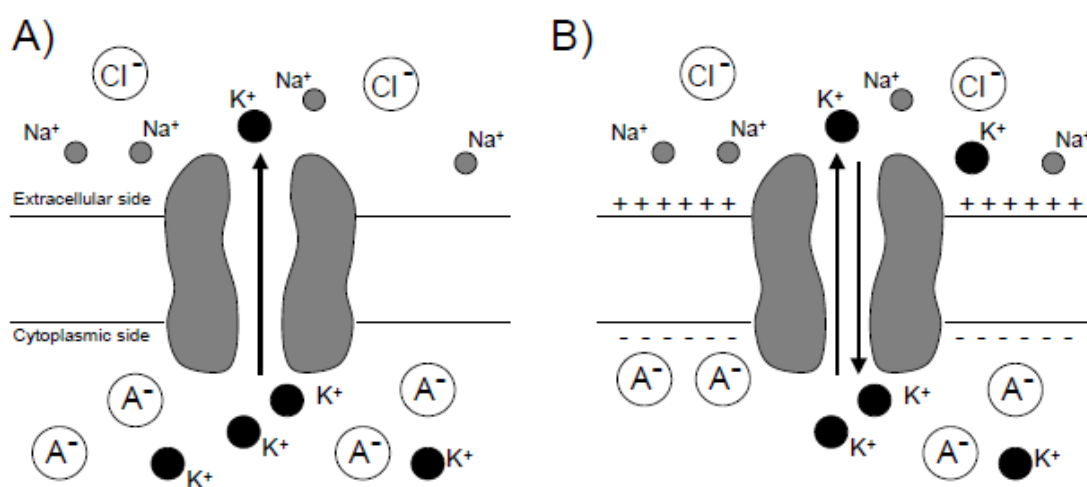 A)
Cl⁻
K⁺
Na⁺
Cl⁻
Na⁺
Na⁺
Na⁺
Extracellular side
Cytoplasmic side
A⁻
K⁺
A⁻
K⁺
A⁻
K⁺
A⁻
K⁺
B)
Cl⁻
K⁺
Na⁺
Cl⁻
Na⁺
Na⁺
K⁺
Na⁺
+ + + + + +
+ + + + + +
- - - - - -
- - - - - -
A⁻
A⁻
K⁺
A⁻
K⁺
A⁻
K⁺